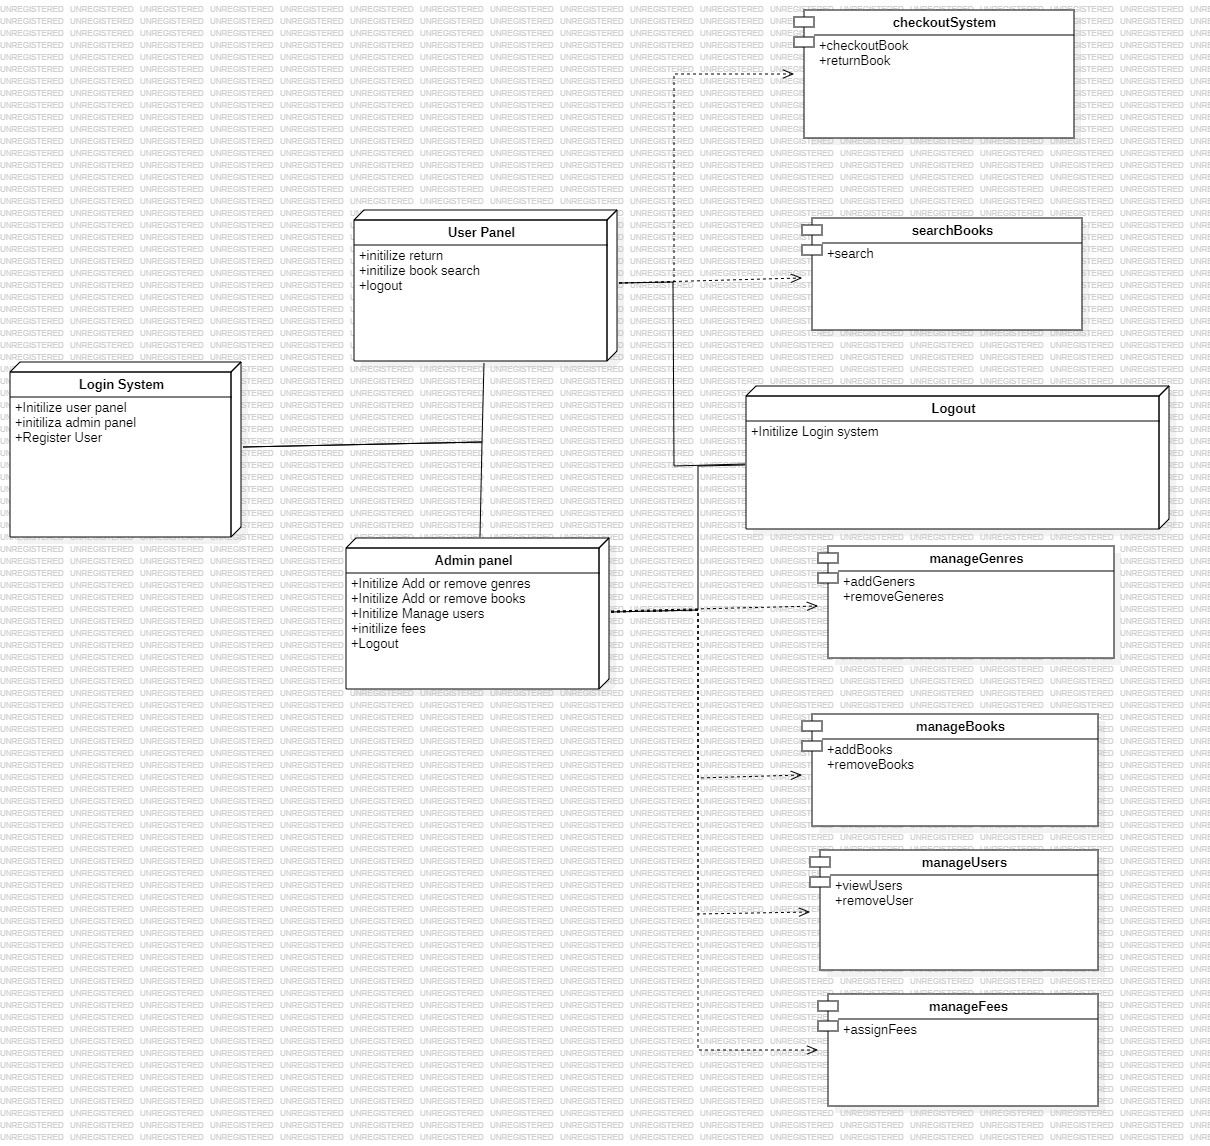 checkoutSystem
+checkoutBook
+returnBook
User Panel
+initilize return
+initilize book search
+logout
searchBooks
+search
Login System
+Initilize user panel
+initiliza admin panel
+Register User
Logout
+Initilize Login system
Admin panel
+Initilize Add or remove genres
+Initilize Add or remove books
+Initilize Manage users
+initilize fees
+Logout
manageGenres
+addGeners
+removeGeneres
manageBooks
+addBooks
+removeBooks
manageUsers
+viewUsers
+removeUser
manageFees
+assignFees
UNREGISTERED